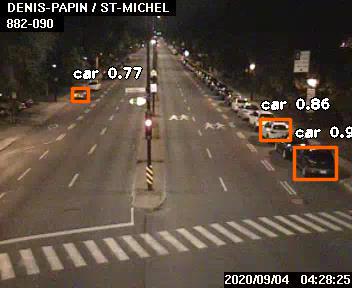 DENIS-PAPIN / ST-MICHEL
882-090
car 0.77
car 0.86
car 0.9
2020/09/04 04:28:25